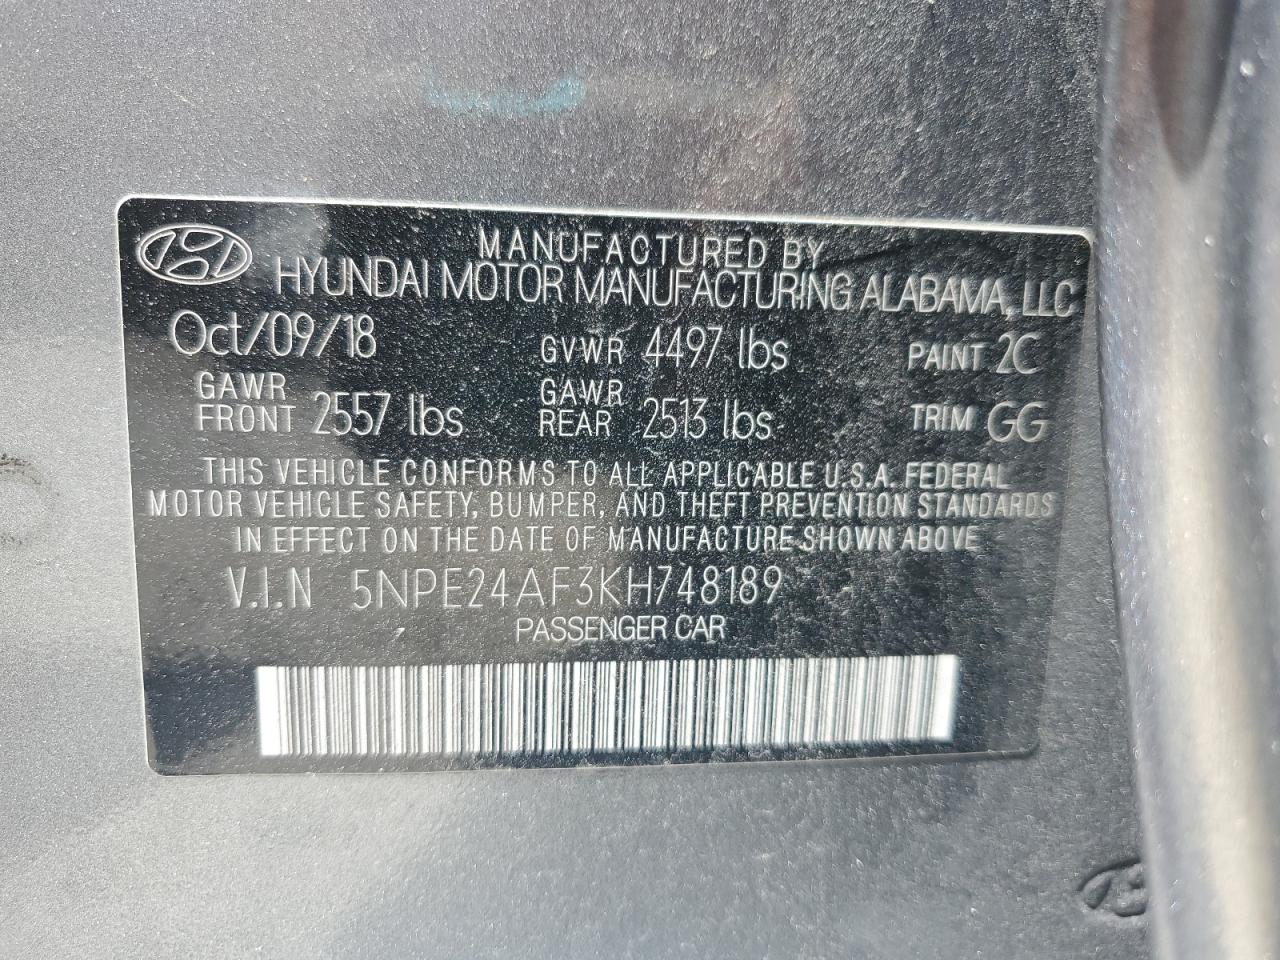 MANUFACTURED BY
HYUNDAI MOTOR MANUFACTURING ALABAMA, LLC
Oct/09/18 GVWR 4497 lbs PAINT 2C
GAWR FRONT 2557 lbs GAWR REAR 2513 lbs TRIM GG
THIS VEHICLE CONFORMS TO ALL APPLICABLE U.S.A. FEDERAL
MOTOR VEHICLE SAFETY, BUMPER, AND THEFT PREVENTION STANDARDS
IN EFFECT ON THE DATE OF MANUFACTURE SHOWN ABOVE
V.I.N 5NPE24AF3KH748189
PASSENGER CAR